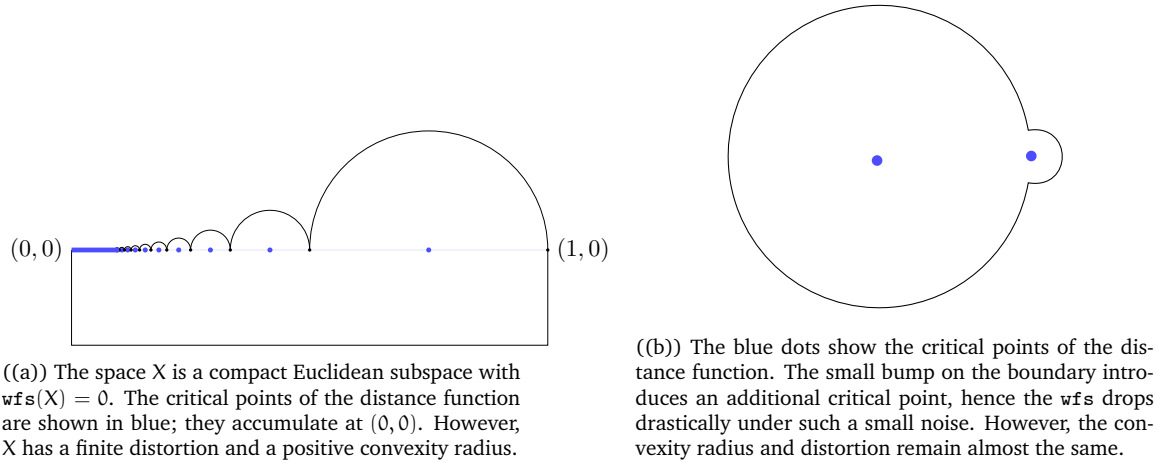 (0, 0)
(1, 0)
((a)) The space X is a compact Euclidean subspace with
wfs(X) = 0. The critical points of the distance function
are shown in blue; they accumulate at (0, 0). However,
X has a finite distortion and a positive convexity radius.
((b)) The blue dots show the critical points of the dis-
tance function. The small bump on the boundary intro-
duces an additional critical point, hence the wfs drops
drastically under such a small noise. However, the con-
vexity radius and distortion remain almost the same.